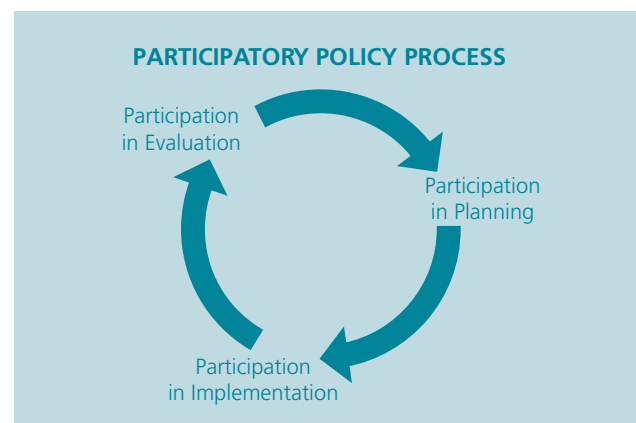 PARTICIPATORY POLICY PROCESS
Participation
in Evaluation
Participation
in Planning
Participation
in Implementation